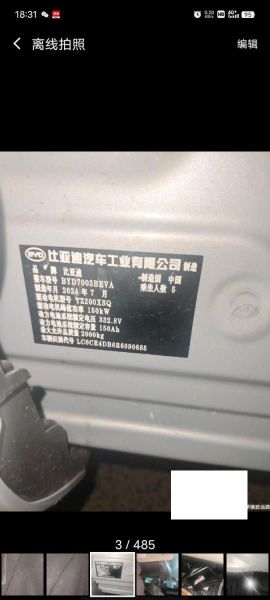 18:31
离线拍照
编辑
BYD 比亚迪汽车工业有限公司 制造
品牌 比亚迪 制造国 中国
整车型号 BYD7003BEVA 乘坐人数 5
制造年月 2024年7月
驱动电机型号 TZ200XSQ
驱动电机峰值功率 150kW
动力电池系统额定电压 332.8V
动力电池系统额定容量 150Ah
最大允许总质量 2000kg
车辆识别代号 LC0CE4DB6R6090885
3 / 485